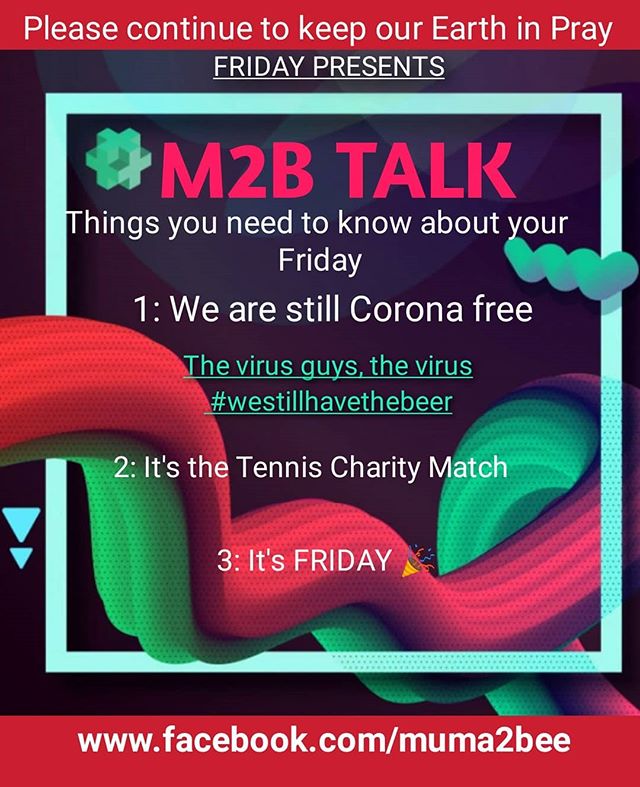 Please continue to keep our Earth in Pray
FRIDAY PRESENTS
M2B TALK
Things you need to know about your
Friday
1: We are still Corona free
The virus guys, the virus
#westillhavethebeer
2: It's the Tennis Charity Match
3: It's FRIDAY 🎉
www.facebook.com/muma2bee